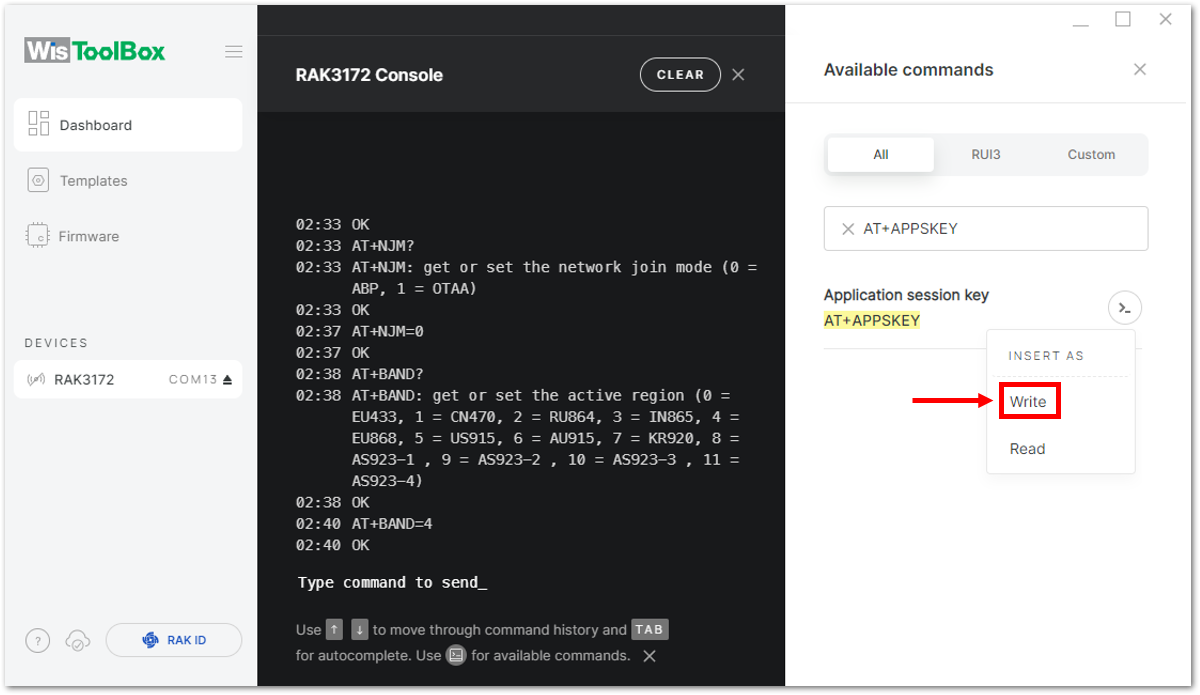 WisToolBox
Dashboard
Templates
Firmware
DEVICES
RAK3172 COM13
?
RAK ID
RAK3172 Console
CLEAR
02:33 OK
02:33 AT+NJM?
02:33 AT+NJM: get or set the network join mode (0 =
ABP, 1 = OTAA)
02:33 OK
02:37 AT+NJM=0
02:37 OK
02:38 AT+BAND?
02:38 AT+BAND: get or set the active region (0 =
EU433, 1 = CN470, 2 = RU864, 3 = IN865, 4 =
EU868, 5 = US915, 6 = AU915, 7 = KR920, 8 =
AS923-1 , 9 = AS923-2 , 10 = AS923-3 , 11 =
AS923-4)
02:38 OK
02:40 AT+BAND=4
02:40 OK
Type command to send_
Use ↑ ↓ to move through command history and TAB
for autocomplete. Use for available commands.
Available commands
All RUI3 Custom
AT+APPSKEY
Application session key
AT+APPSKEY
INSERT AS
Write
Read